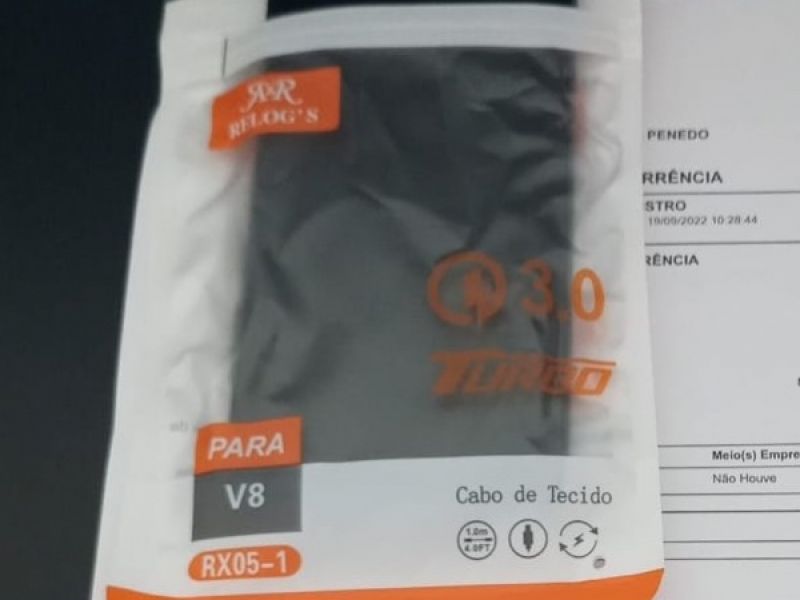 R&R
RELOG'S
3.0
TURBO
PARA
V8
RX05-1
Cabo de Tecido
1.0m
4.0FT
PENEDO
RRÊNCIA
STRO
19/09/2022 10:28:44
RÊNCIA
Meio(s) Empre
Não Houve